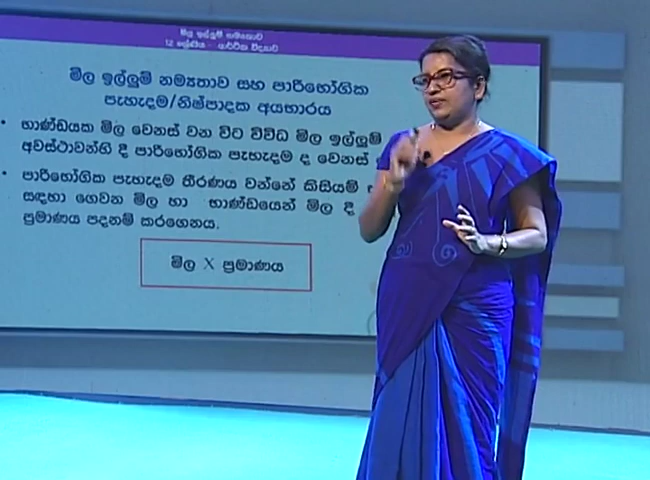 මිල ඉල්ලුම් නම්‍යතාව
12 ශ්‍රේණිය - ආර්ථික විද්‍යාව
මිල ඉල්ලුම් නම්‍යතාව සහ පාරිභෝගික
පැහැදම/නිෂ්පාදක අයභාරය
• භාණ්ඩයක මිල වෙනස් වන විට විවිධ මිල ඉල්ලුම්
අවස්ථාවන්හි දී පාරිභෝගික පැහැදම ද වෙනස්
• පාරිභෝගික පැහැදම තීරණය වන්නේ කිසියම්
සඳහා ගෙවන මිල හා භාණ්ඩයෙන් මිල දී
ප්‍රමාණය පදනම් කරගෙනය.
මිල X ප්‍රමාණය